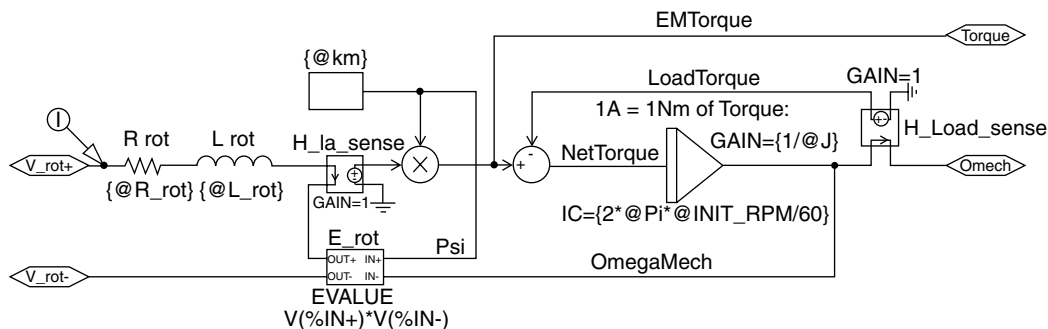 EMTorque
Torque
{@km}
LoadTorque
GAIN=1
1A = 1Nm of Torque:
I
R rot
L rot
H_Ia_sense
NetTorque
GAIN={1/@J}
H_Load_sense
V_rot+
{@R_rot}
{@L_rot}
GAIN=1
Omech
IC={2*@Pi*@INIT_RPM/60}
E_rot
Psi
OUT+ IN+
OUT- IN-
V_rot-
OmegaMech
EVALUE
V(%IN+)*V(%IN-)